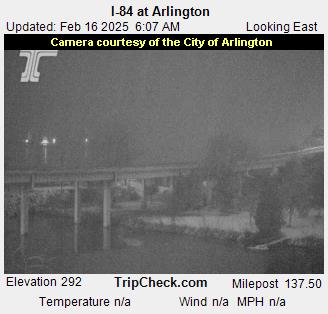 I-84 at Arlington
Updated: Feb 16 2025 6:07 AM Looking East
Camera courtesy of the City of Arlington
Elevation 292 TripCheck.com Milepost 137.50
Temperature n/a Wind n/a MPH n/a